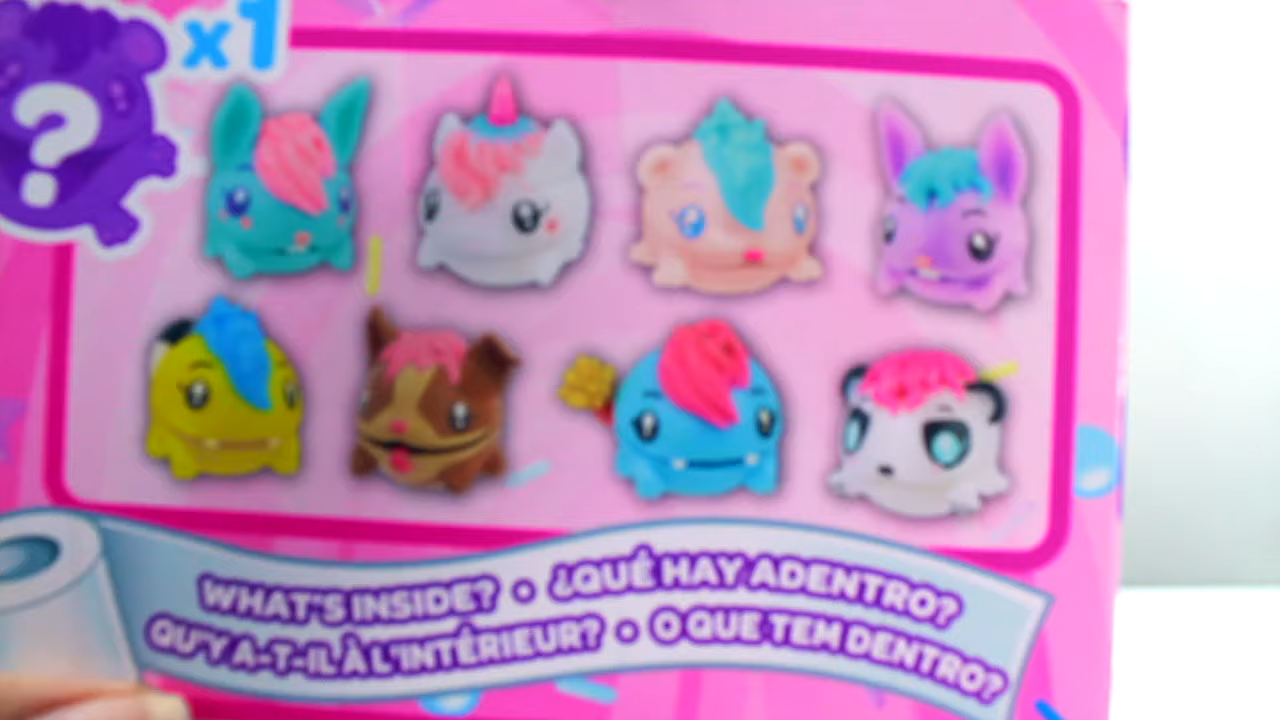 x1
?
WHAT'S INSIDE? • ¿QUÉ HAY ADENTRO?
QU'Y A-T-IL À L'INTÉRIEUR? • O QUE TEM DENTRO?